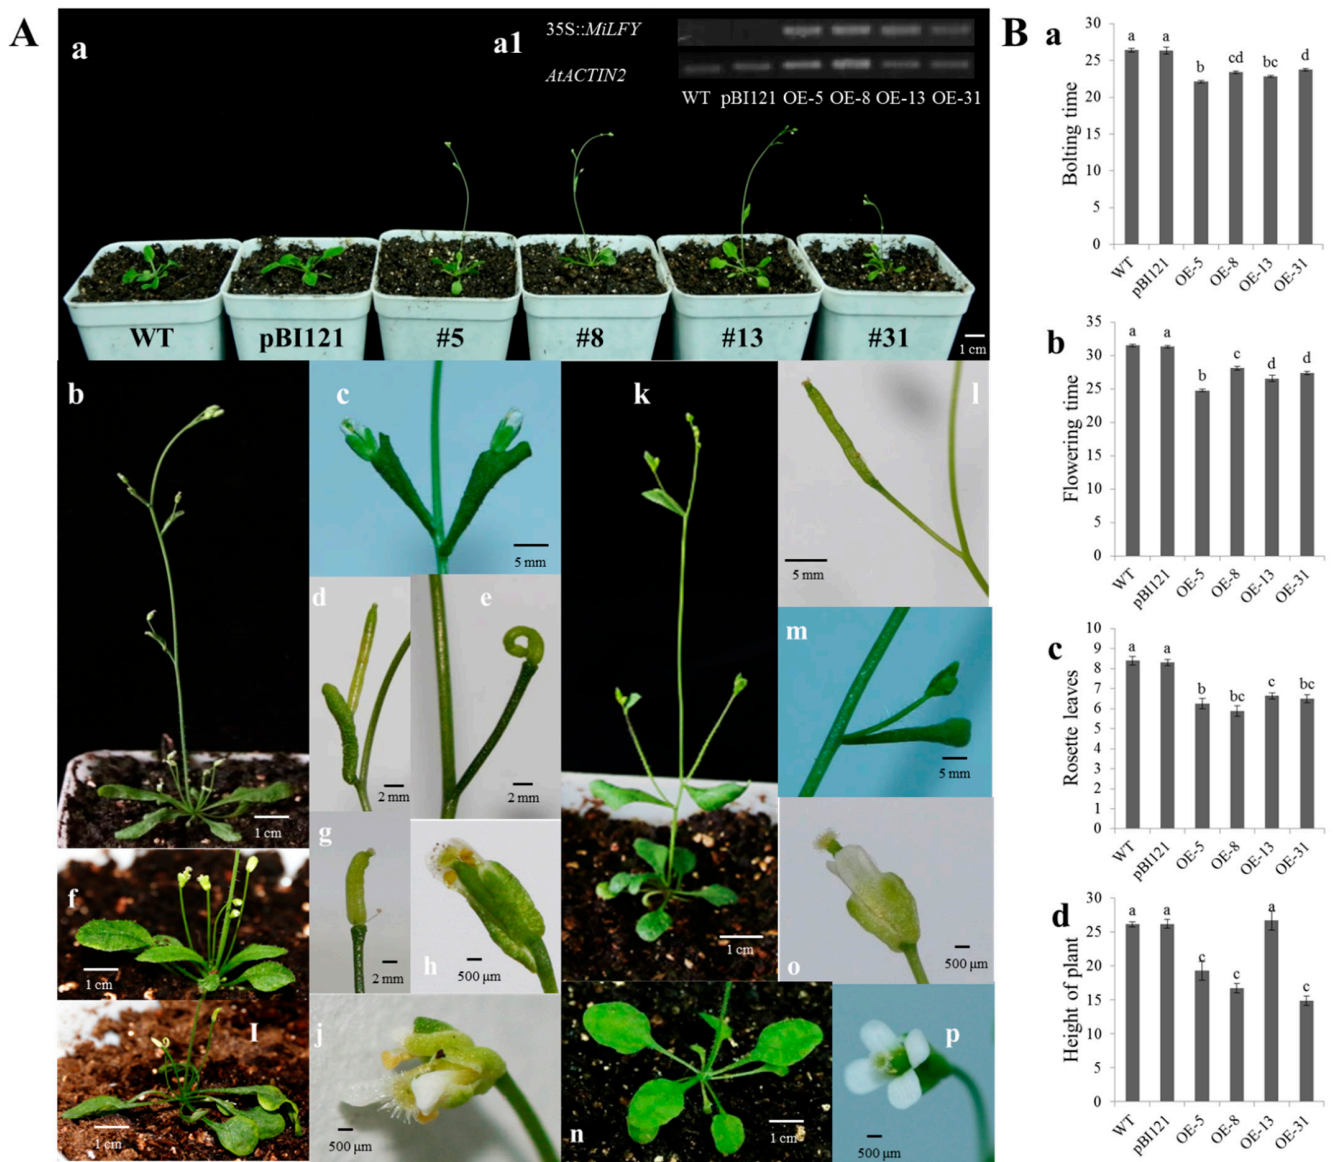 A
a
a1
35S::MiLFY
AtACTIN2
WT pBI121 OE-5 OE-8 OE-13 OE-31
WT
pBI121
#5
#8
#13
#31
1 cm
b
1 cm
c
5 mm
d
2 mm
e
2 mm
f
1 cm
g
2 mm
h
500 µm
I
1 cm
j
500 µm
k
1 cm
l
5 mm
m
5 mm
n
1 cm
o
500 µm
p
500 µm
B
a
Bolting time
30
25
20
15
10
5
0
a
a
b
cd
bc
d
WT
pBI121
OE-5
OE-8
OE-13
OE-31
b
Flowering time
35
30
25
20
15
10
5
0
a
a
b
c
d
d
WT
pBI121
OE-5
OE-8
OE-13
OE-31
c
Rosette leaves
10
9
8
7
6
5
4
3
2
1
0
a
a
b
bc
c
bc
WT
pBI121
OE-5
OE-8
OE-13
OE-31
d
Height of plant
30
25
20
15
10
5
0
a
a
c
c
a
c
WT
pBI121
OE-5
OE-8
OE-13
OE-31